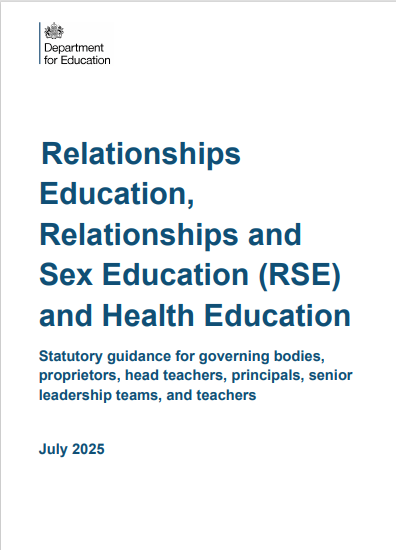 Department
for Education
Relationships
Education,
Relationships and
Sex Education (RSE)
and Health Education
Statutory guidance for governing bodies,
proprietors, head teachers, principals, senior
leadership teams, and teachers
July 2025